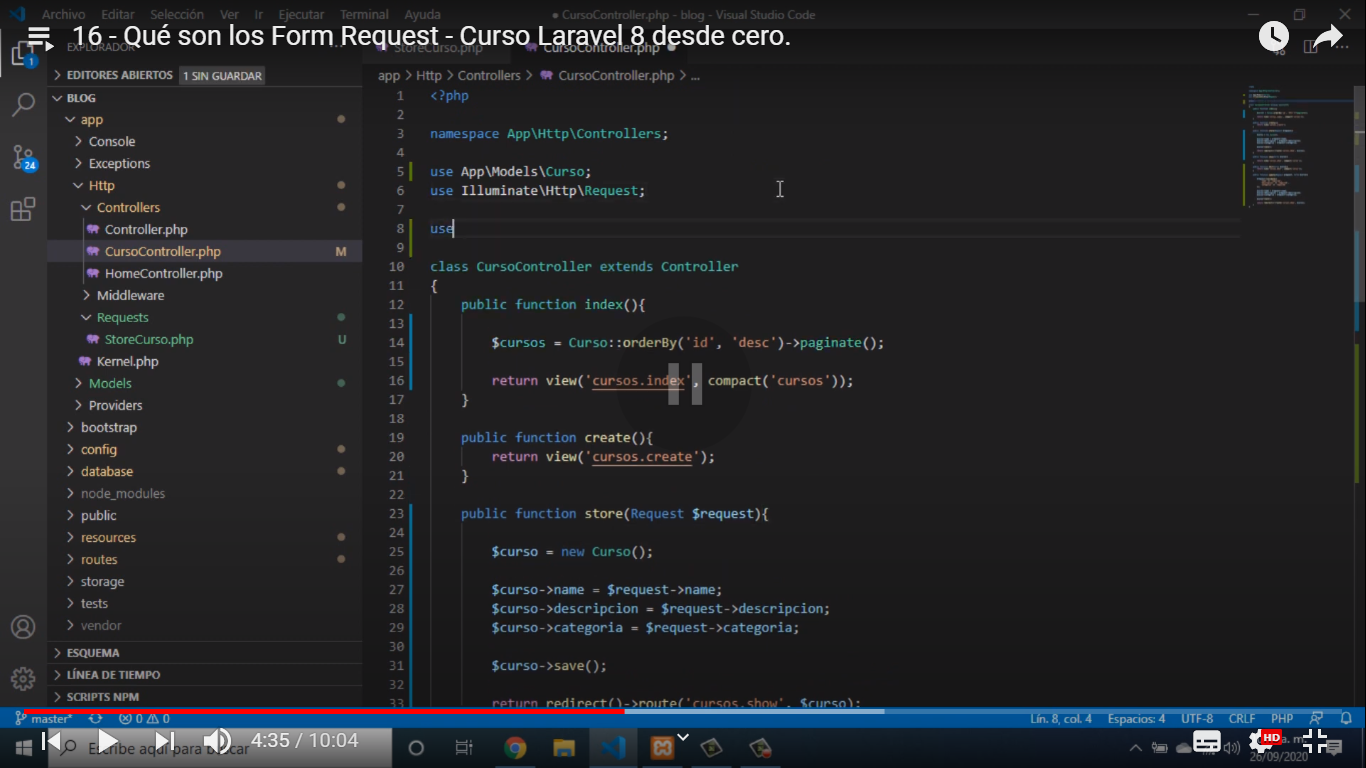 Archivo Editar Selección Ver Ir Ejecutar Terminal Ayuda
● CursoController.php - blog - Visual Studio Code
16 - Qué son los Form Request - Curso Laravel 8 desde cero.
EXPLORADOR
StoreCurso.php
CursoController.php
1
EDITORES ABIERTOS 1 SIN GUARDAR
app > Http > Controllers > CursoController.php > ...
BLOG
app
Console
Exceptions
24
Http
Controllers
Controller.php
CursoController.php M
HomeController.php
Middleware
Requests
StoreCurso.php U
Kernel.php
Models
Providers
bootstrap
config
database
node_modules
public
resources
routes
storage
tests
vendor
ESQUEMA
LÍNEA DE TIEMPO
SCRIPTS NPM
1 <?php
2
3 namespace App\Http\Controllers;
4
5 use App\Models\Curso;
6 use Illuminate\Http\Request;
7
8 use
9
10 class CursoController extends Controller
11 {
12 public function index(){
13
14 $cursos = Curso::orderBy('id', 'desc')->paginate();
15
16 return view('cursos.index', compact('cursos'));
17 }
18
19 public function create(){
20 return view('cursos.create');
21 }
22
23 public function store(Request $request){
24
25 $curso = new Curso();
26
27 $curso->name = $request->name;
28 $curso->descripcion = $request->descripcion;
29 $curso->categoria = $request->categoria;
30
31 $curso->save();
32
33 return redirect()->route('cursos.show', $curso);
master* 0 0
Lín. 8, col. 4 Espacios: 4 UTF-8 CRLF PHP
Escribe aquí para buscar
4:35 / 10:04
HD
a. m.
26/09/2020